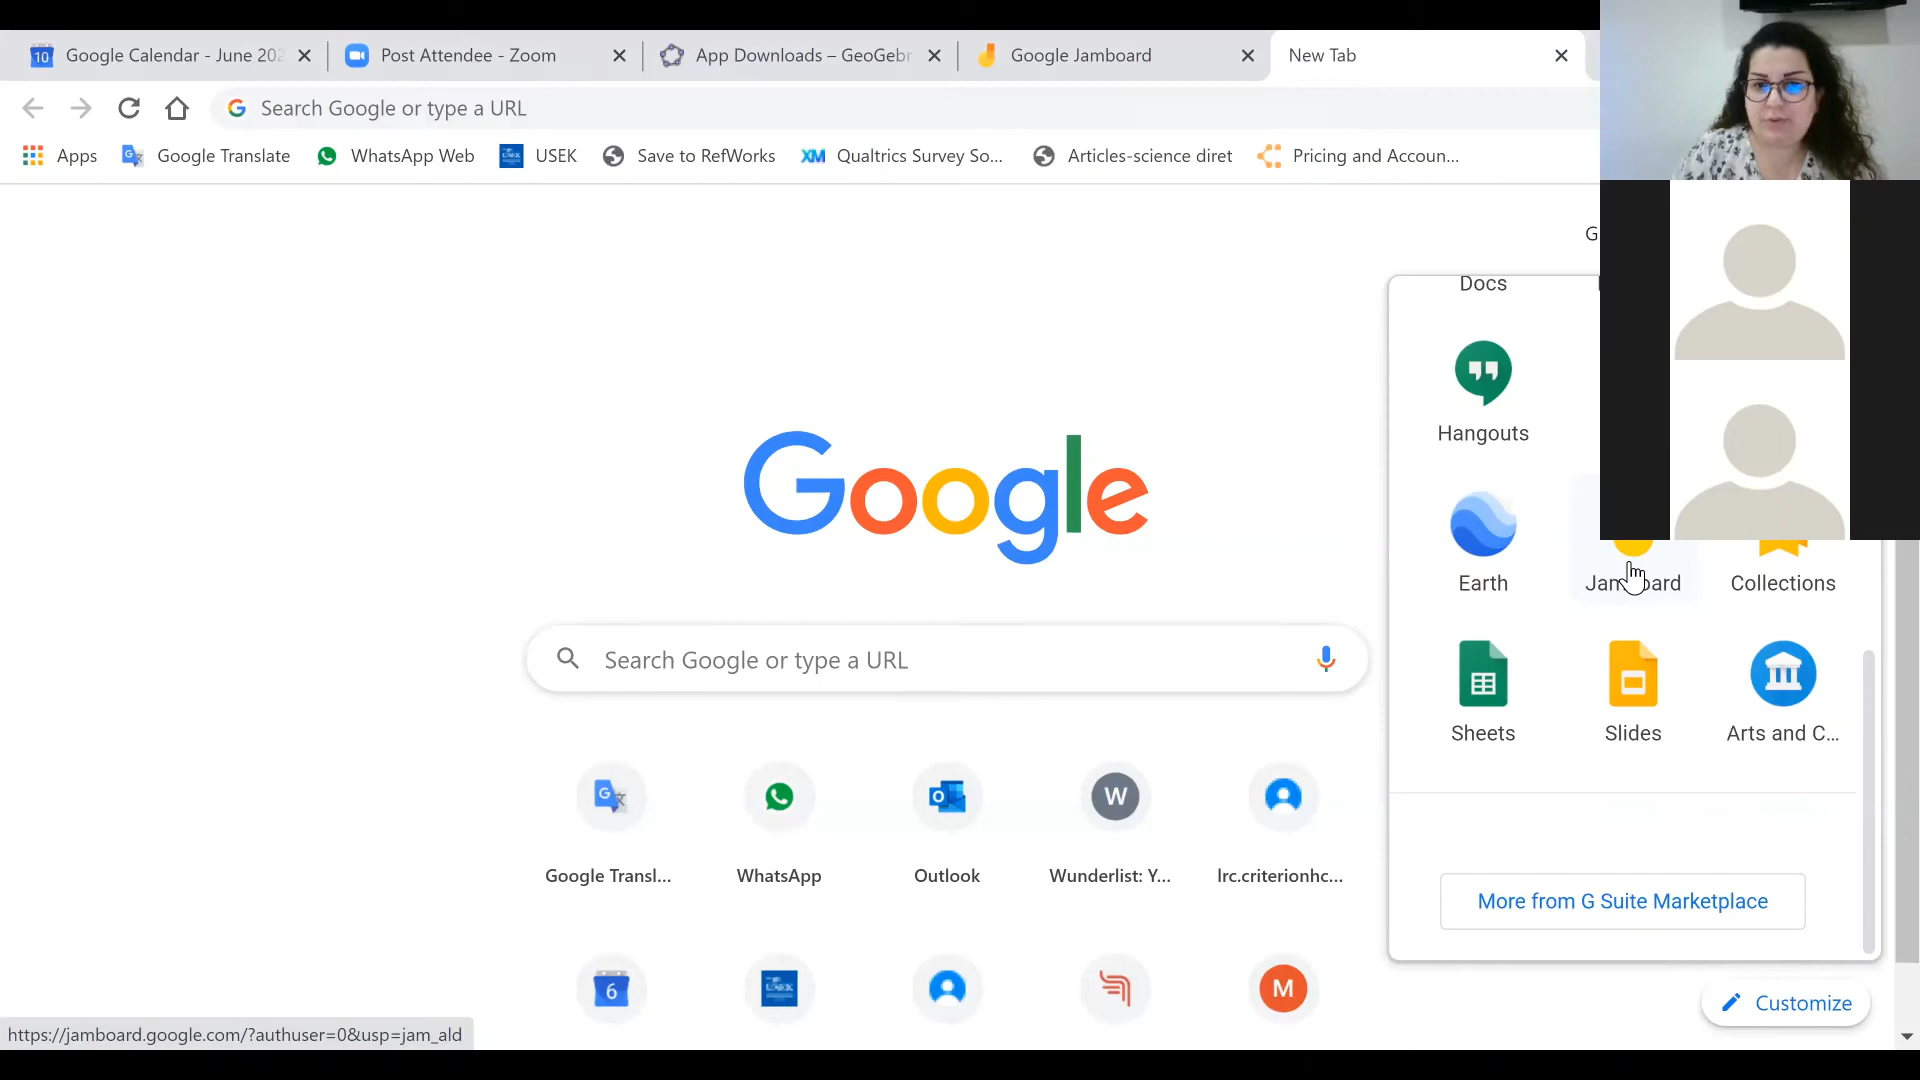 Google Calendar - June 202
Post Attendee - Zoom
App Downloads – GeoGebr
Google Jamboard
New Tab
Search Google or type a URL
Apps
Google Translate
WhatsApp Web
USEK
Save to RefWorks
Qualtrics Survey So...
Articles-science diret
Pricing and Accoun...
G
Docs
Hangouts
Earth
Jamboard
Collections
Sheets
Slides
Arts and C...
More from G Suite Marketplace
Google
Search Google or type a URL
Google Transl...
WhatsApp
Outlook
Wunderlist: Y...
lrc.criterionhc...
Customize
https://jamboard.google.com/?authuser=0&usp=jam_ald